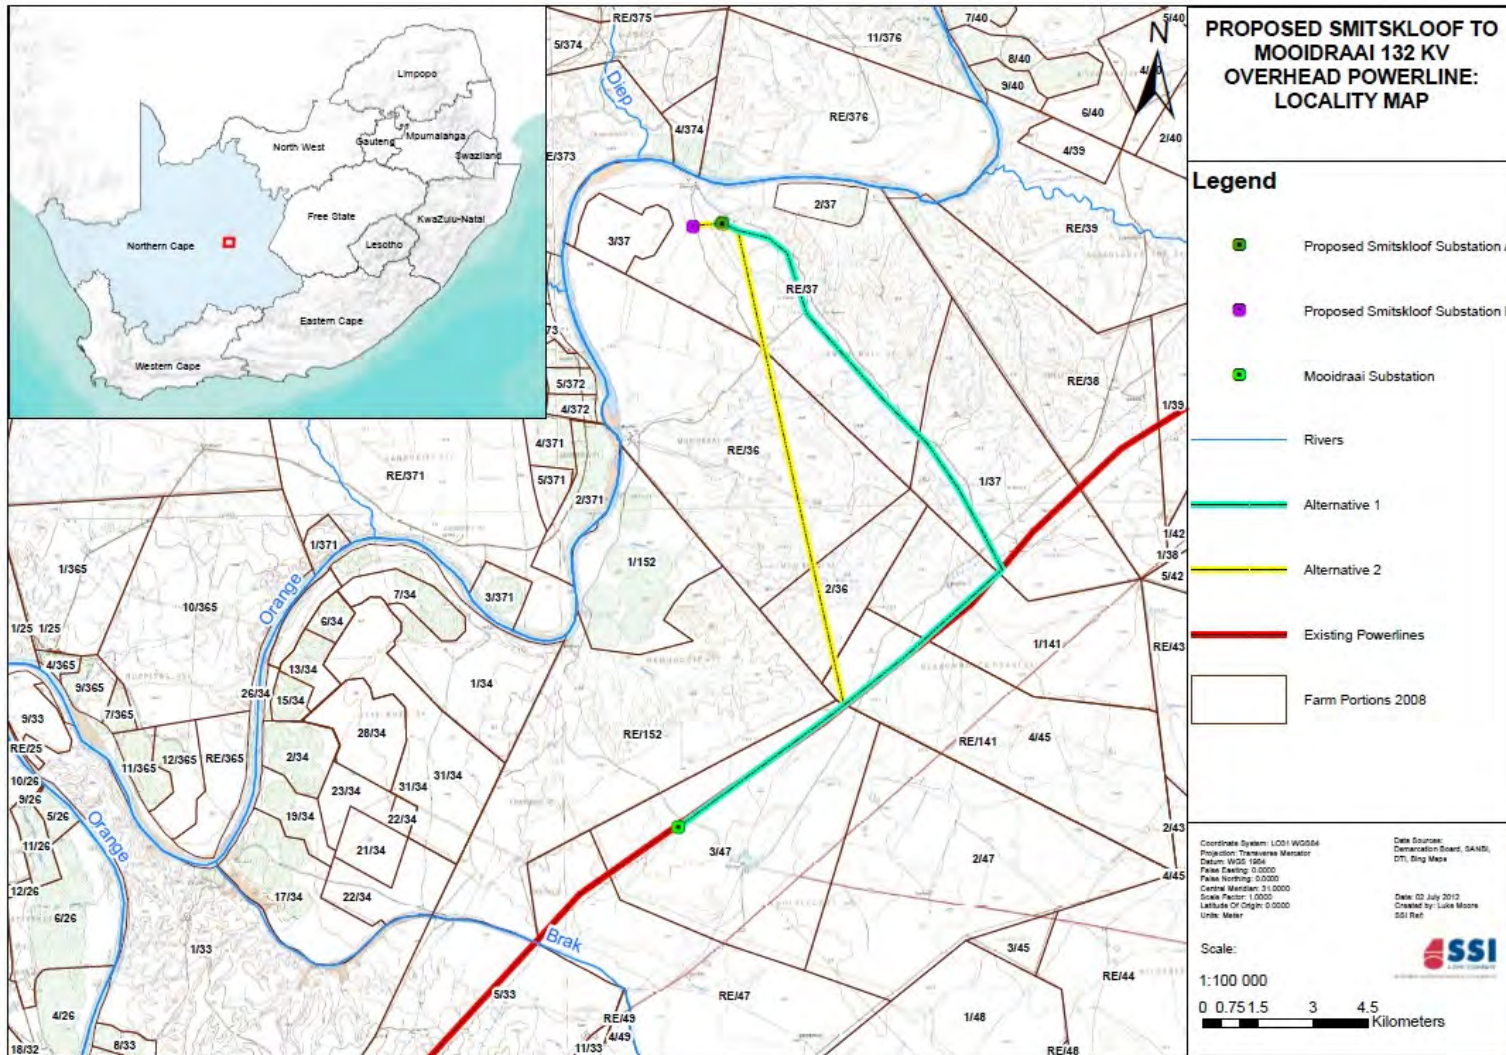 PROPOSED SMITSKLOOF TO
MOOIDRAAI 132 KV
OVERHEAD POWERLINE:
LOCALITY MAP
Legend
Proposed Smitskloof Substation
Proposed Smitskloof Substation
Mooidraai Substation
Rivers
Alternative 1
Alternative 2
Existing Powerlines
Farm Portions 2008
Coordinate System: LO31 WGS84
Projection: Transverse Mercator
Datum: WGS 1984
False Easting: 0.0000
False Northing: 0.0000
Central Meridian: 31.0000
Scale Factor: 1.0000
Latitude Of Origin: 0.0000
Units: Meter
Data Sources:
Demarcation Board, SANBI,
DTI, Bing Maps
Date: 02 July 2012
Created by: Luke Moore
SSI Ref:
Scale:
1:100 000
0 0.75 1.5 3 4.5
Kilometers
SSI
N
Limpopo
North West
Gauteng
Mpumalanga
Swaziland
Free State
KwaZulu-Natal
Northern Cape
Lesotho
Eastern Cape
Western Cape
RE/375
5/374
11/376
7/40
5/40
8/40
9/40
6/40
2/40
Diep
RE/376
4/374
4/39
E/373
2/37
3/37
RE/39
RE/37
73
5/372
4/372
RE/38
1/39
4/371
RE/371
5/371
RE/36
2/371
1/37
1/371
1/365
10/365
Orange
7/34
3/371
1/152
2/36
1/42
1/38
5/42
6/34
1/25 1/25
4/365
9/365
13/34
1/34
1/141
RE/43
26/34
15/34
7/365
9/33
28/34
RE/152
RE/141
4/45
RE/25
11/365
12/365
RE/365
2/34
31/34
31/34
10/26
9/26
23/34
5/26
Orange
19/34
22/34
11/26
21/34
3/47
2/47
2/43
4/45
12/26
17/34
22/34
6/26
1/33
Brak
3/45
RE/44
5/33
RE/47
4/26
RE/49
1/48
18/32
8/33
4/49
11/33
RE/48